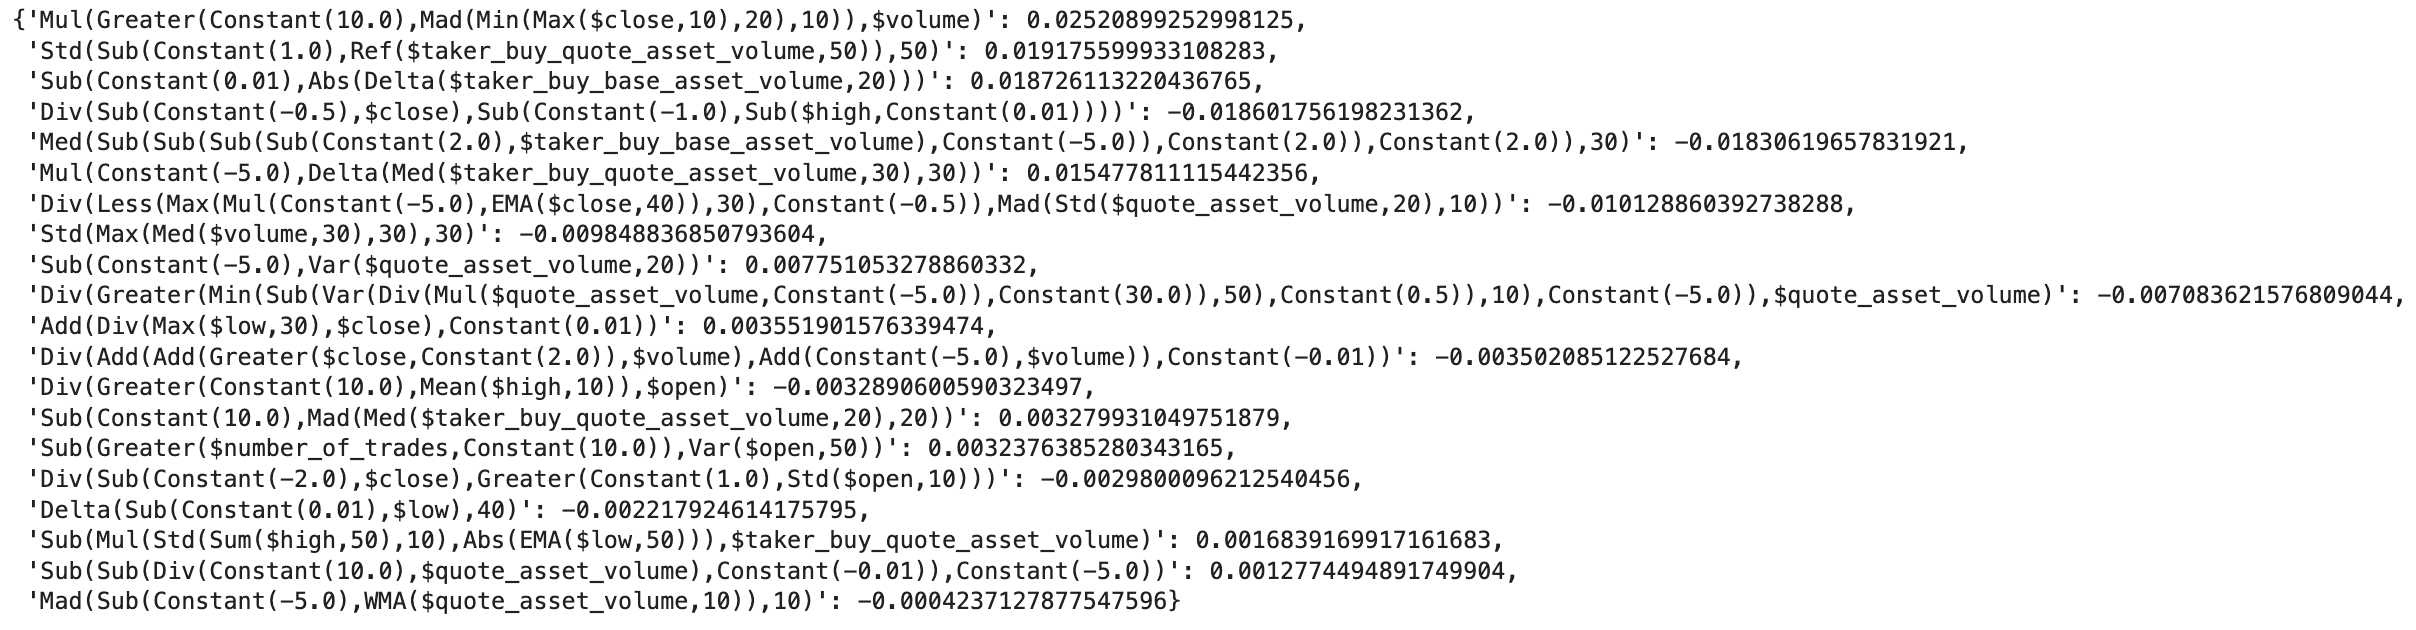 {'Mul(Greater(Constant(10.0),Mad(Min(Max($close,10),20),10)),$volume)': 0.02520899252998125,
'Std(Sub(Constant(1.0),Ref($taker_buy_quote_asset_volume,50)),50)': 0.019175599933108283,
'Sub(Constant(0.01),Abs(Delta($taker_buy_base_asset_volume,20)))': 0.018726113220436765,
'Div(Sub(Constant(-0.5),$close),Sub(Constant(-1.0),Sub($high,Constant(0.01))))': -0.018601756198231362,
'Med(Sub(Sub(Sub(Sub(Constant(2.0),$taker_buy_base_asset_volume),Constant(-5.0)),Constant(2.0)),Constant(2.0)),30)': -0.01830619657831921,
'Mul(Constant(-5.0),Delta(Med($taker_buy_quote_asset_volume,30),30))': 0.015477811115442356,
'Div(Less(Max(Mul(Constant(-5.0),EMA($close,40)),30),Constant(-0.5)),Mad(Std($quote_asset_volume,20),10))': -0.010128860392738288,
'Std(Max(Med($volume,30),30),30)': -0.009848836850793604,
'Sub(Constant(-5.0),Var($quote_asset_volume,20))': 0.007751053278860332,
'Div(Greater(Min(Sub(Var(Div(Mul($quote_asset_volume,Constant(-5.0)),Constant(30.0)),50),Constant(0.5)),10),Constant(-5.0)),$quote_asset_volume)': -0.007083621576809044,
'Add(Div(Max($low,30),$close),Constant(0.01))': 0.003551901576339474,
'Div(Add(Add(Greater($close,Constant(2.0)),$volume),Add(Constant(-5.0),$volume)),Constant(-0.01))': -0.003502085122527684,
'Div(Greater(Constant(10.0),Mean($high,10)),$open)': -0.0032890600590323497,
'Sub(Constant(10.0),Mad(Med($taker_buy_quote_asset_volume,20),20))': 0.003279931049751879,
'Sub(Greater($number_of_trades,Constant(10.0)),Var($open,50))': 0.0032376385280343165,
'Div(Sub(Constant(-2.0),$close),Greater(Constant(1.0),Std($open,10)))': -0.0029800096212540456,
'Delta(Sub(Constant(0.01),$low),40)': -0.002217924614175795,
'Sub(Mul(Std(Sum($high,50),10),Abs(EMA($low,50))),$taker_buy_quote_asset_volume)': 0.0016839169917161683,
'Sub(Sub(Div(Constant(10.0),$quote_asset_volume),Constant(-0.01)),Constant(-5.0))': 0.0012774494891749904,
'Mad(Sub(Constant(-5.0),WMA($quote_asset_volume,10)),10)': -0.0004237127877547596}